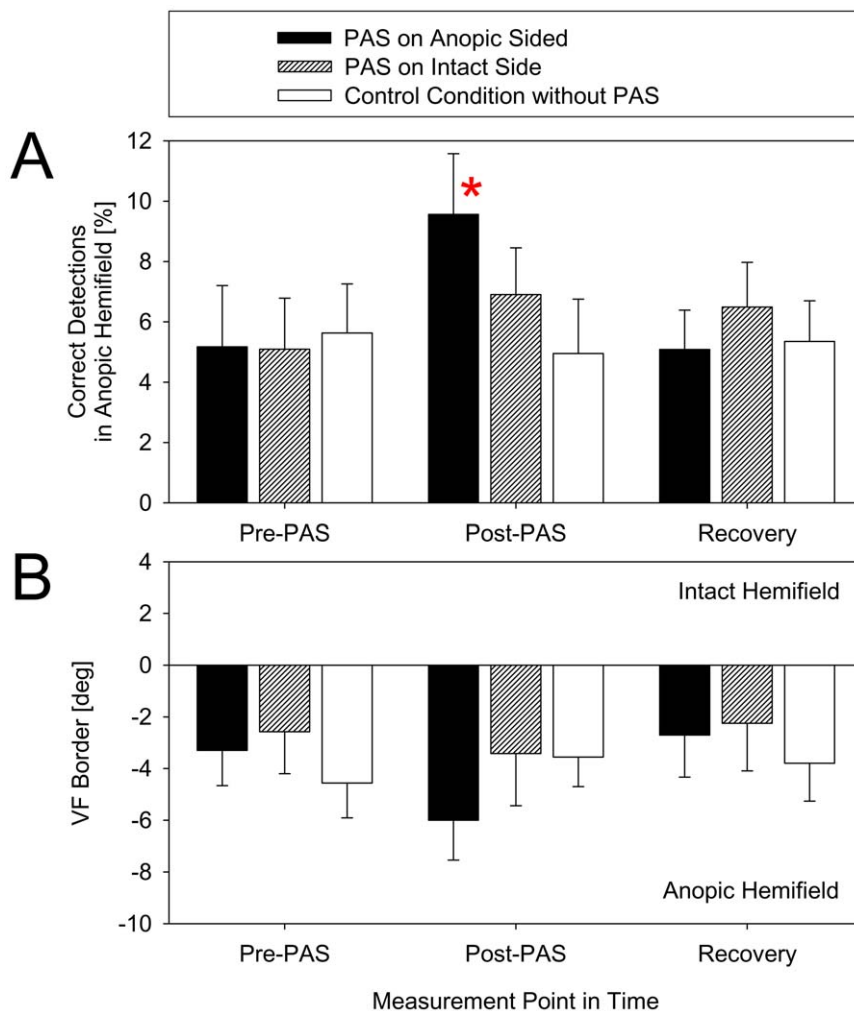 PAS on Anopic Sided
PAS on Intact Side
Control Condition without PAS
A
Correct Detections
in Anopic Hemifield [%]
12
10
8
6
4
2
0
*
Pre-PAS Post-PAS Recovery
B
VF Border [deg]
4
2
0
-2
-4
-6
-8
-10
Intact Hemifield
Anopic Hemifield
Pre-PAS Post-PAS Recovery
Measurement Point in Time